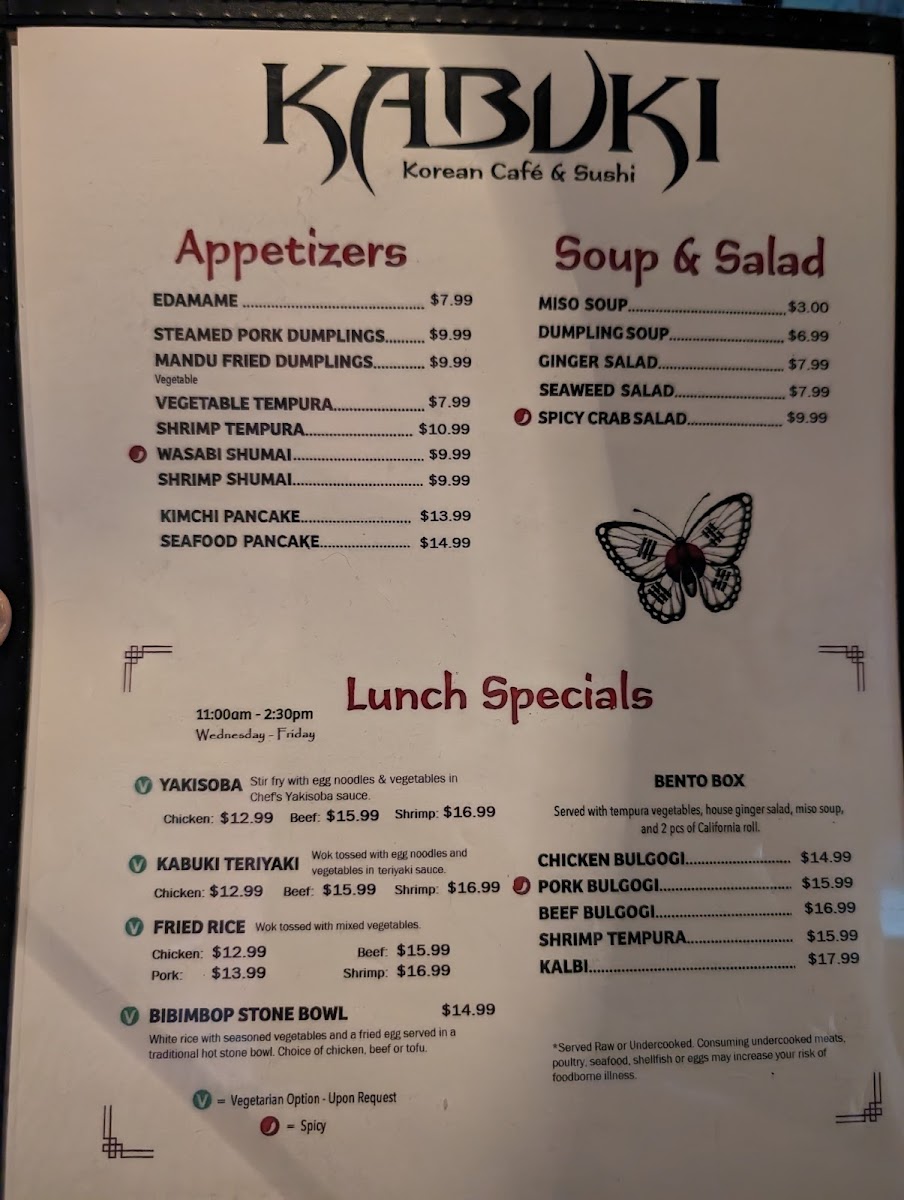 KABUKI
Korean Café & Sushi
Appetizers
EDAMAME ........ $7.99
STEAMED PORK DUMPLINGS........ $9.99
MANDU FRIED DUMPLINGS........ $9.99
Vegetable
VEGETABLE TEMPURA........ $7.99
SHRIMP TEMPURA........ $10.99
WASABI SHUMAI........ $9.99
SHRIMP SHUMAI........ $9.99
KIMCHI PANCAKE........ $13.99
SEAFOOD PANCAKE........ $14.99
Soup & Salad
MISO SOUP........ $3.00
DUMPLING SOUP........ $6.99
GINGER SALAD........ $7.99
SEAWEED SALAD........ $7.99
SPICY CRAB SALAD........ $9.99
Lunch Specials
11:00am - 2:30pm
Wednesday - Friday
V YAKISOBA Stir fry with egg noodles & vegetables in
Chef's Yakisoba sauce.
Chicken: $12.99 Beef: $15.99 Shrimp: $16.99
V KABUKI TERIYAKI Wok tossed with egg noodles and
vegetables in teriyaki sauce.
Chicken: $12.99 Beef: $15.99 Shrimp: $16.99
V FRIED RICE Wok tossed with mixed vegetables.
Chicken: $12.99 Beef: $15.99
Pork: $13.99 Shrimp: $16.99
V BIBIMBOP STONE BOWL $14.99
White rice with seasoned vegetables and a fried egg served in a
traditional hot stone bowl. Choice of chicken, beef or tofu.
V = Vegetarian Option - Upon Request
= Spicy
BENTO BOX
Served with tempura vegetables, house ginger salad, miso soup,
and 2 pcs of California roll.
CHICKEN BULGOGI........ $14.99
PORK BULGOGI........ $15.99
BEEF BULGOGI........ $16.99
SHRIMP TEMPURA........ $15.99
KALBI........ $17.99
*Served Raw or Undercooked. Consuming undercooked meats,
poultry, seafood, shellfish or eggs may increase your risk of
foodborne illness.